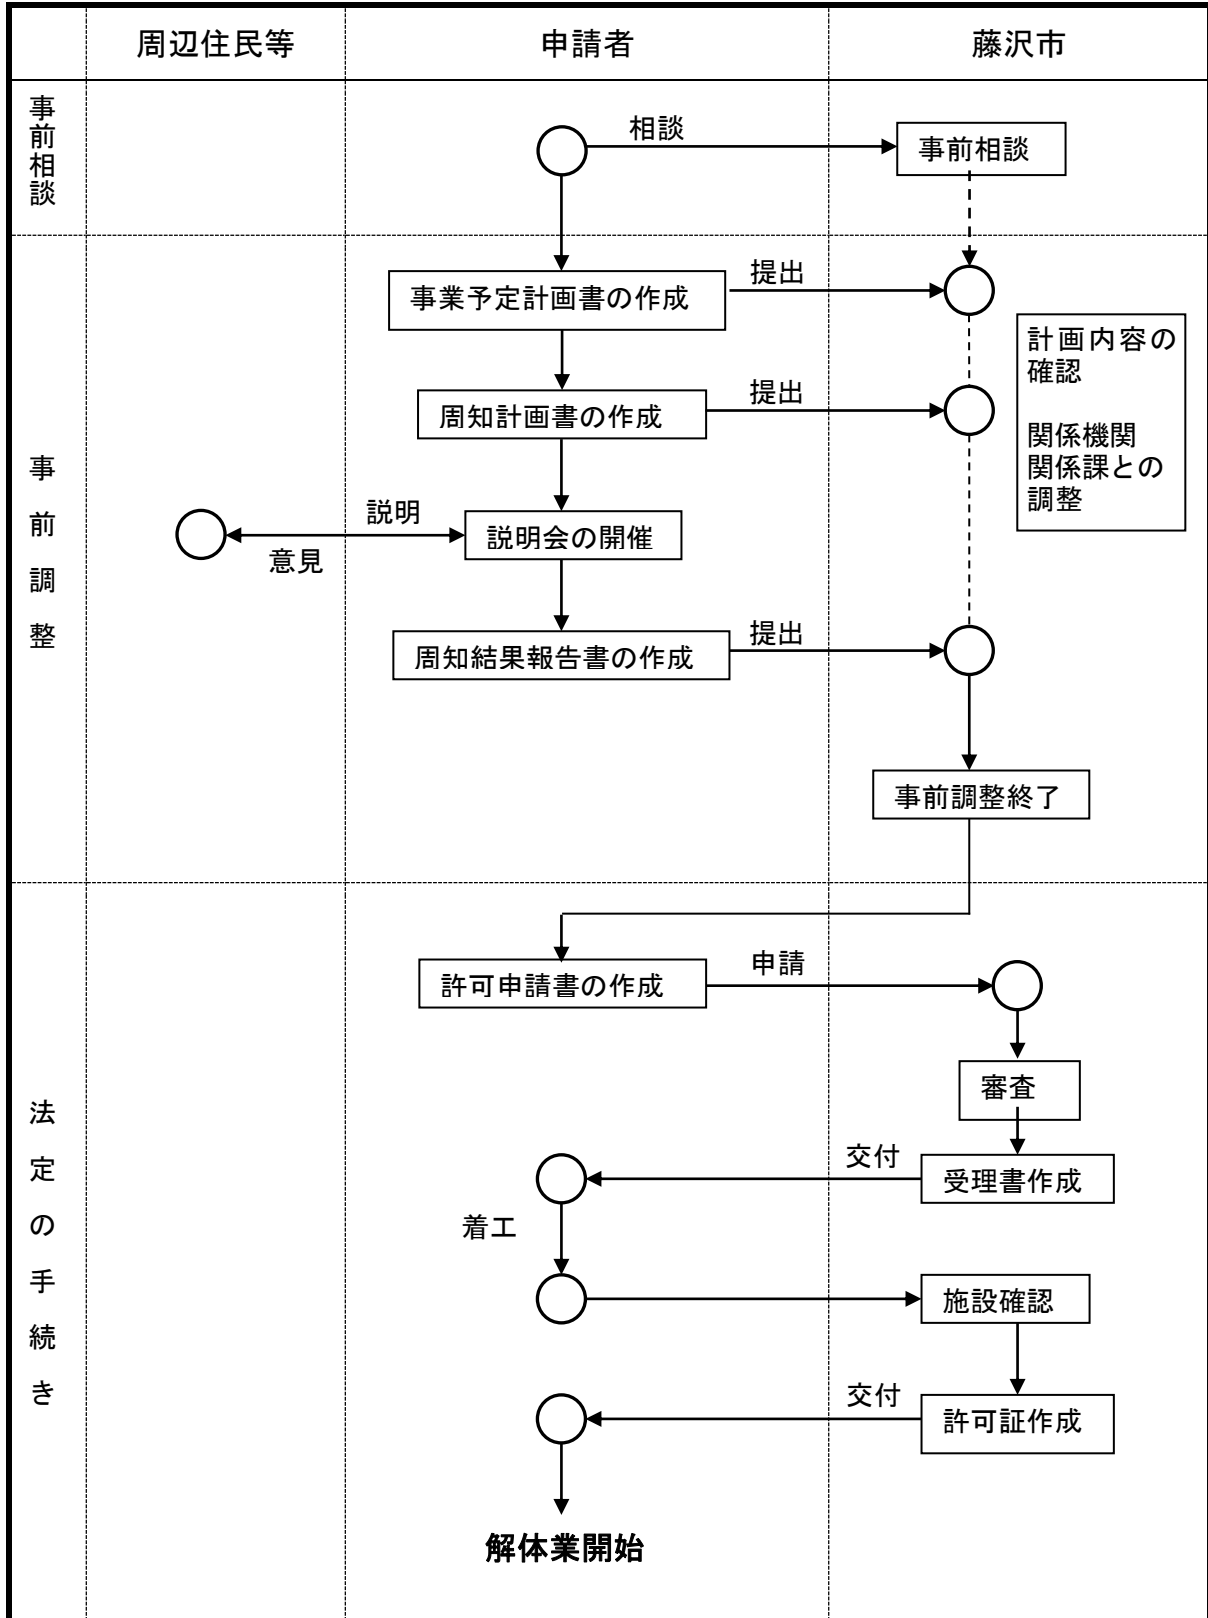 周辺住民等
申請者
藤沢市
事前相談
相談
事前相談
事前調整
事業予定計画書の作成
提出
計画内容の
確認
関係機関
関係課との
調整
周知計画書の作成
提出
説明
意見
説明会の開催
周知結果報告書の作成
提出
事前調整終了
法定の手続き
許可申請書の作成
申請
審査
交付
受理書作成
着工
施設確認
交付
許可証作成
解体業開始